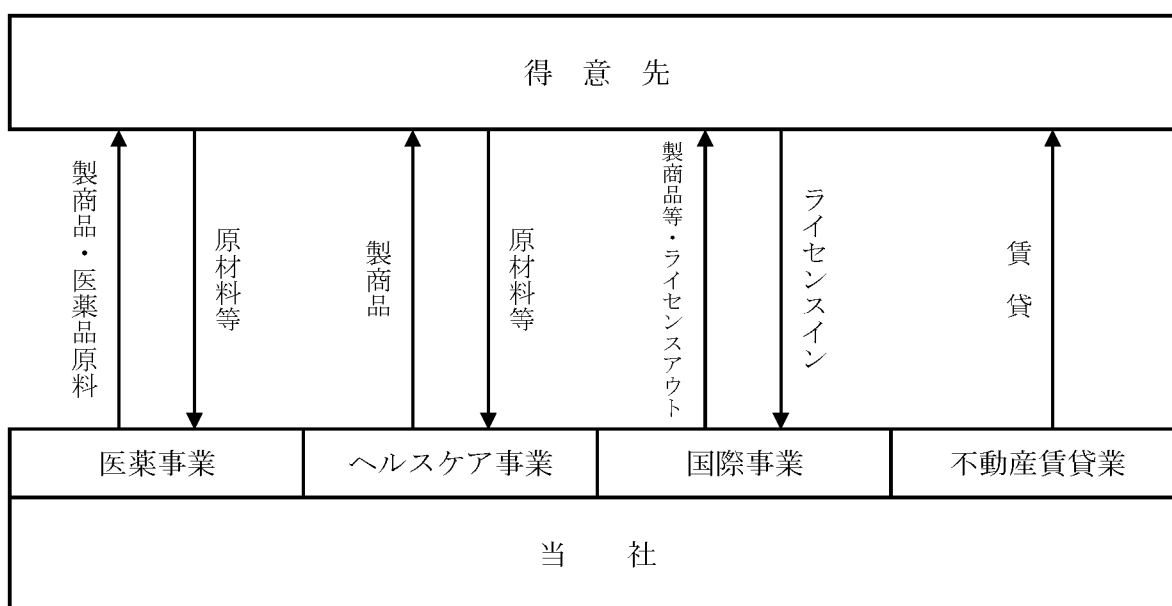 得意先
製商品・医薬品原料
原材料等
製商品
原材料等
製商品等・ライセンスアウト
ライセンスイン
賃貸
医薬事業
ヘルスケア事業
国際事業
不動産賃貸業
当社